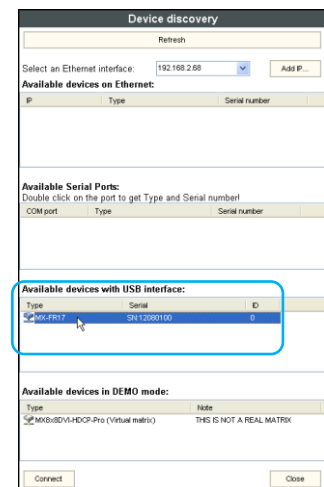 Device discovery
Refresh
Select an Ethernet interface: 192.168.2.68 Add IP...
Available devices on Ethernet:
IP Type Serial number
Available Serial Ports:
Double click on the port to get Type and Serial number!
COM port Type Serial number
Available devices with USB interface:
Type Serial ID
MX-FR17 SN:12080100 0
Available devices in DEMO mode:
Type Note
MX8x8DVI-HDCP-Pro (Virtual matrix) THIS IS NOT A REAL MATRIX
Connect Close